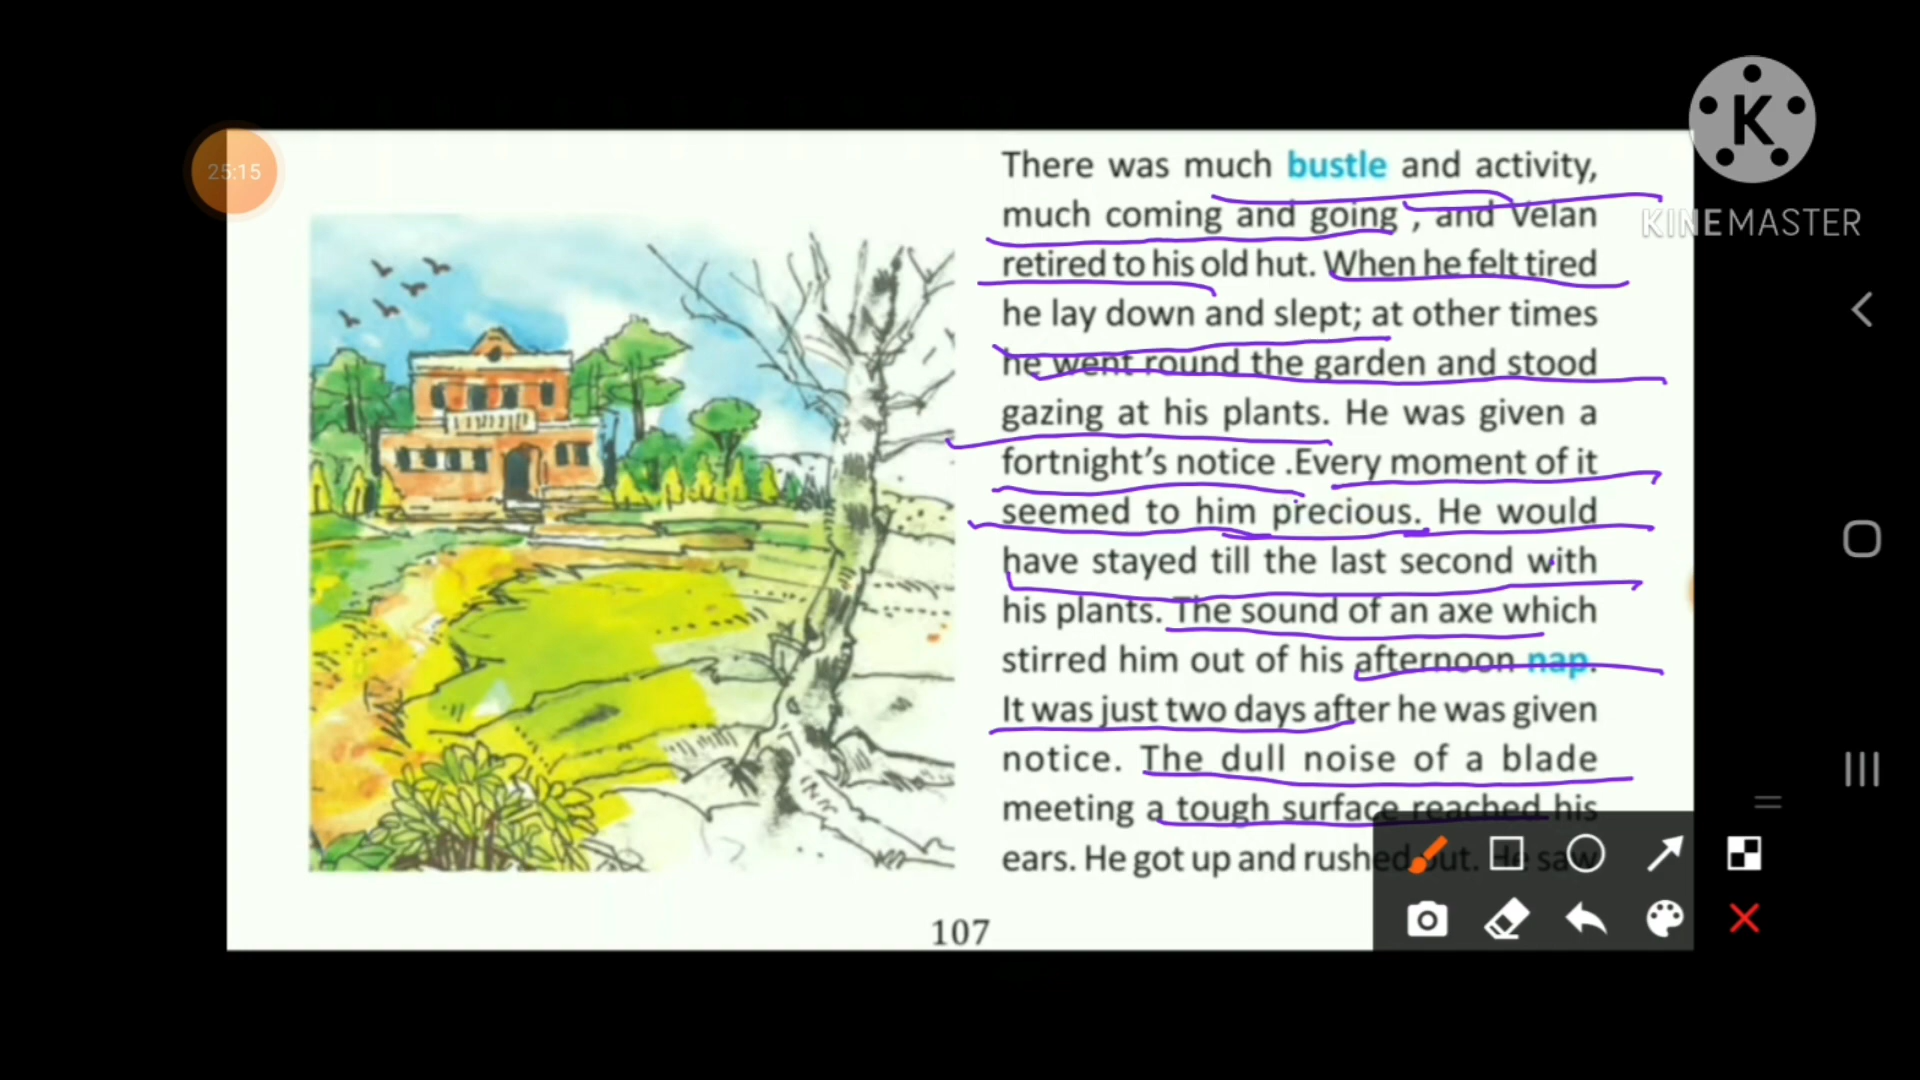 25:15
There was much bustle and activity,
much coming and going , and Velan
retired to his old hut. When he felt tired
he lay down and slept; at other times
he went round the garden and stood
gazing at his plants. He was given a
fortnight's notice .Every moment of it
seemed to him precious. He would
have stayed till the last second with
his plants. The sound of an axe which
stirred him out of his afternoon nap.
It was just two days after he was given
notice. The dull noise of a blade
meeting a tough surface reached his
ears. He got up and rushed out. He saw
107
K
KINEMASTER